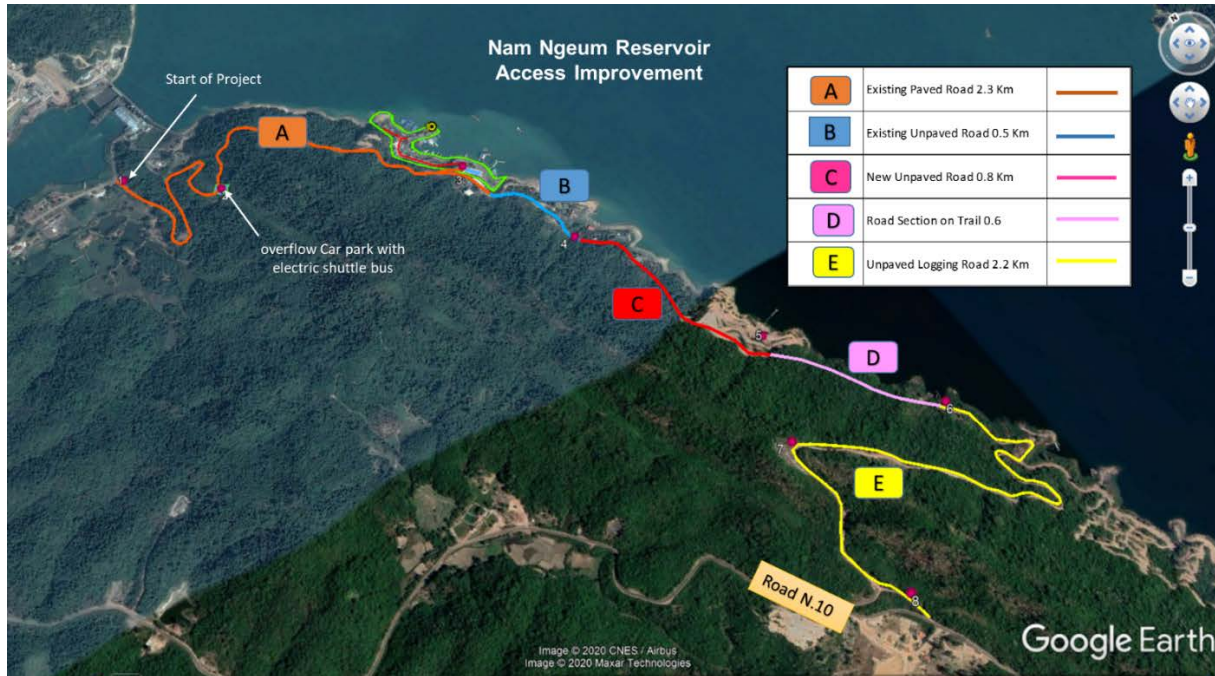 Nam Ngeum Reservoir
Access Improvement
Start of Project
A
Existing Paved Road 2.3 Km
B
Existing Unpaved Road 0.5 Km
C
New Unpaved Road 0.8 Km
D
Road Section on Trail 0.6
E
Unpaved Logging Road 2.2 Km
A
B
overflow Car park with
electric shuttle bus
4
C
5
D
6
7
E
8
Road N.10
Image © 2020 CNES / Airbus
Image © 2020 Maxar Technologies
Google Earth